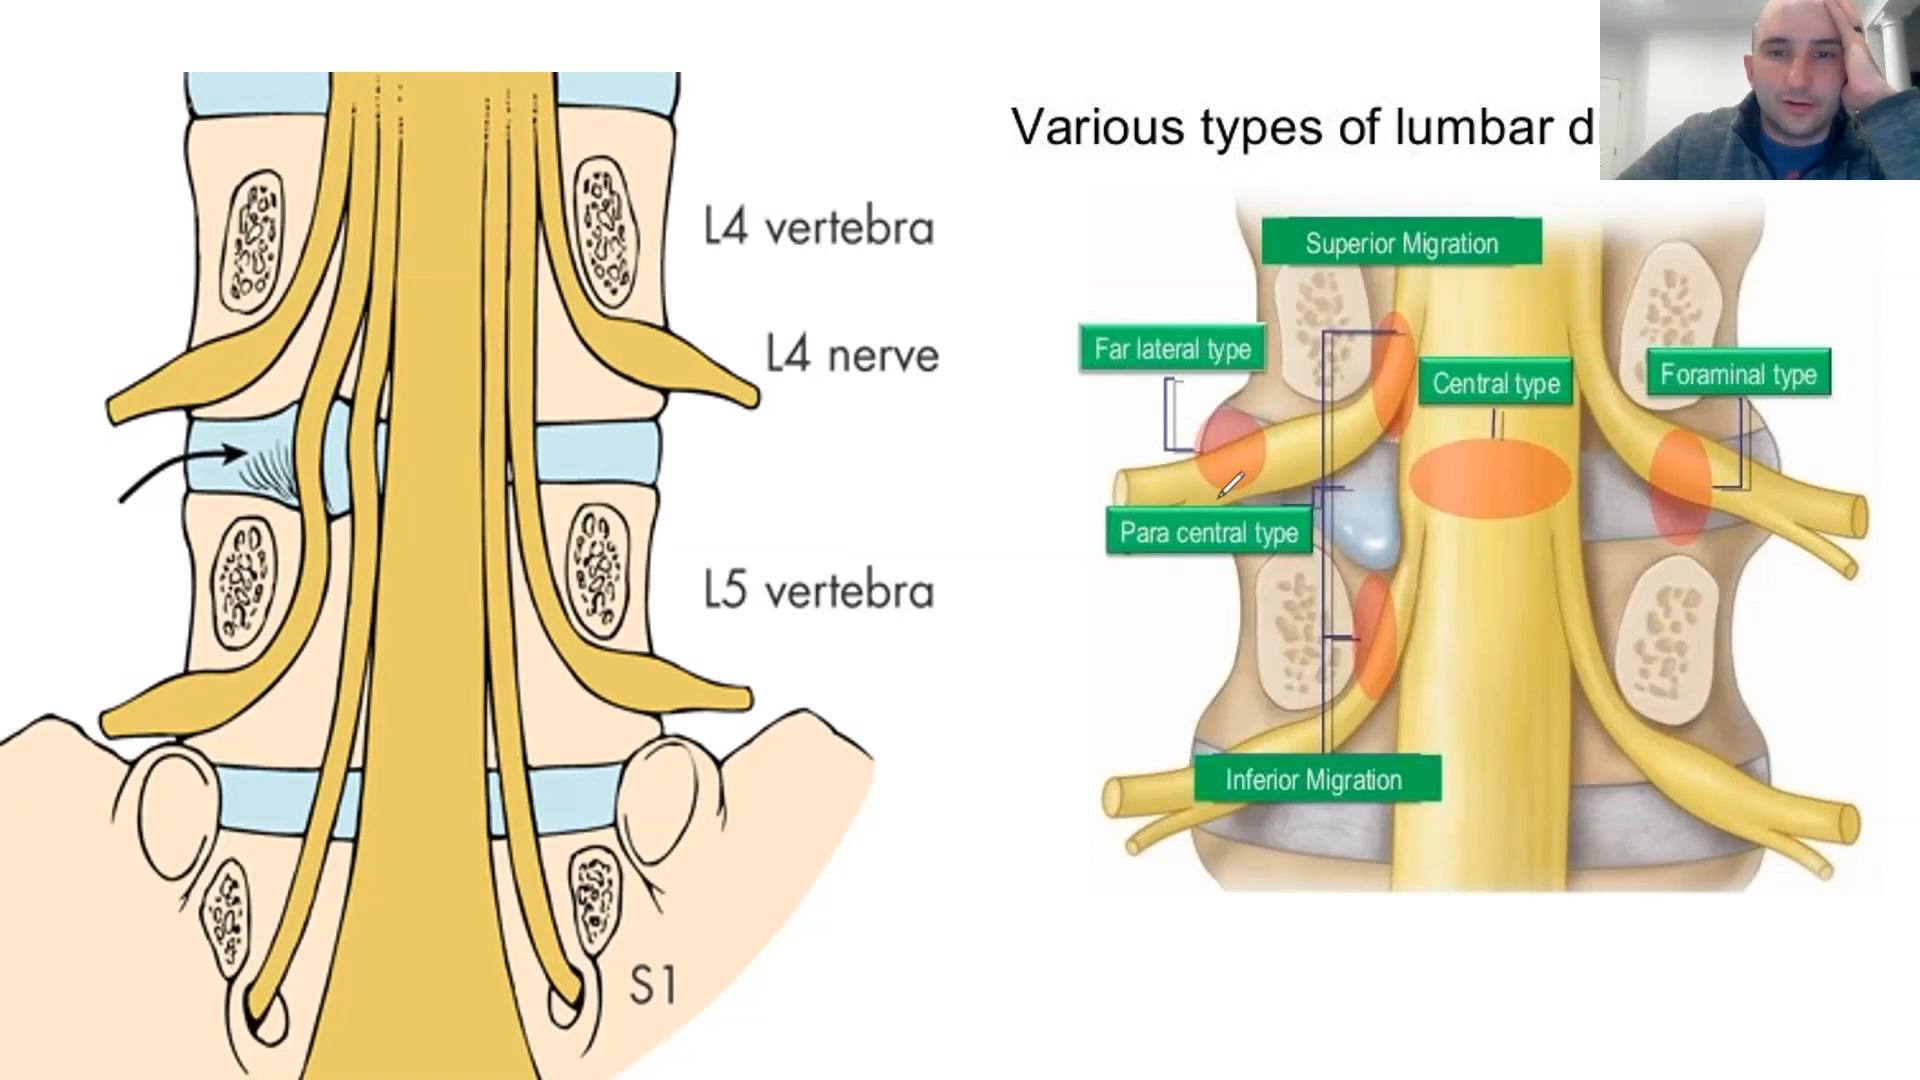 L4 vertebra
L4 nerve
L5 vertebra
S1
Various types of lumbar
Superior Migration
Far lateral type
Central type
Foraminal type
Para central type
Inferior Migration